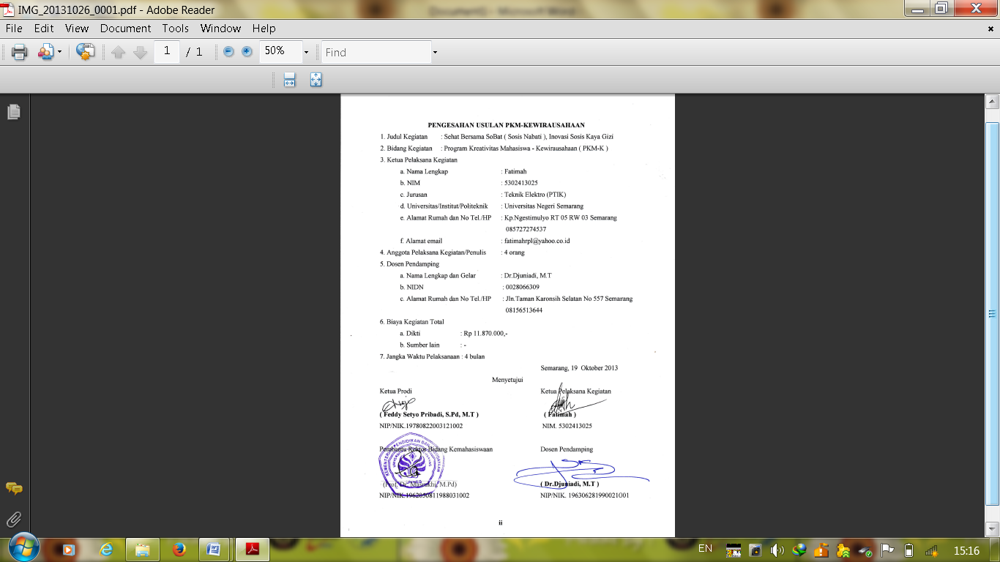 IMG_20131026_0001.pdf - Adobe Reader
File Edit View Document Tools Window Help
1 / 1 50% Find
PENGESAHAN USULAN PKM-KEWIRAUSAHAAN
1. Judul Kegiatan : Sehat Bersama SoBat ( Sosis Nabati ), Inovasi Sosis Kaya Gizi
2. Bidang Kegiatan : Program Kreativitas Mahasiswa - Kewirausahaan ( PKM-K )
3. Ketua Pelaksana Kegiatan
a. Nama Lengkap : Fatimah
b. NIM : 5302413025
c. Jurusan : Teknik Elektro (PTIK)
d. Universitas/Institut/Politeknik : Universitas Negeri Semarang
e. Alamat Rumah dan No Tel./HP : Kp.Ngestimulyo RT 05 RW 03 Semarang
085727274537
f. Alamat email : fatimahrpl@yahoo.co.id
4. Anggota Pelaksana Kegiatan/Penulis : 4 orang
5. Dosen Pendamping
a. Nama Lengkap dan Gelar : Dr.Djuniadi, M.T
b. NIDN : 0028066309
c. Alamat Rumah dan No Tel./HP : Jln.Taman Karonsih Selatan No 557 Semarang
08156513644
6. Biaya Kegiatan Total
a. Dikti : Rp 11.870.000,-
b. Sumber lain : -
7. Jangka Waktu Pelaksanaan : 4 bulan
Semarang, 19 Oktober 2013
Menyetujui
Ketua Prodi Ketua Pelaksana Kegiatan
( Feddy Setyo Pribadi, S.Pd, M.T ) ( Fatimah )
NIP/NIK.197808222003121002 NIM. 5302413025
Pembantu Rektor Bidang Kemahasiswaan Dosen Pendamping
(Prof. Dr. Masrukhi, M.Pd) ( Dr.Djuniadi, M.T )
NIP/NIK. NIP/NIK. 196306281990021001
ii
EN 15:16